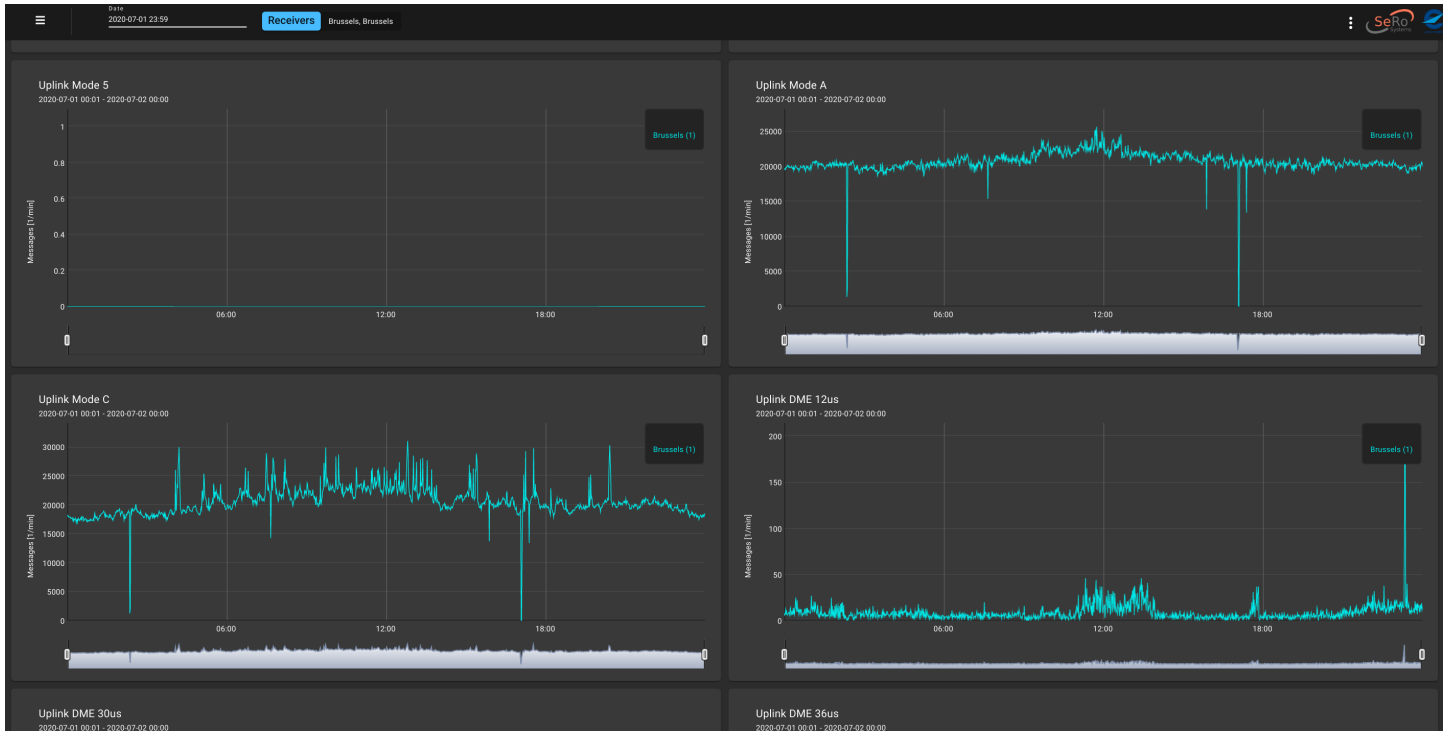 Date
2020-07-01 23:59
Receivers
Brussels, Brussels
SeRo
Systems
Uplink Mode 5
2020-07-01 00:01 - 2020-07-02 00:00
Brussels (1)
Messages [1/min]
1
0.8
0.6
0.4
0.2
0
06:00 12:00 18:00
Uplink Mode A
2020-07-01 00:01 - 2020-07-02 00:00
Brussels (1)
Messages [1/min]
25000
20000
15000
10000
5000
0
06:00 12:00 18:00
Uplink Mode C
2020-07-01 00:01 - 2020-07-02 00:00
Brussels (1)
Messages [1/min]
30000
25000
20000
15000
10000
5000
0
06:00 12:00 18:00
Uplink DME 12us
2020-07-01 00:01 - 2020-07-02 00:00
Brussels (1)
Messages [1/min]
200
150
100
50
0
06:00 12:00 18:00
Uplink DME 30us
2020-07-01 00:01 - 2020-07-02 00:00
Uplink DME 36us
2020-07-01 00:01 - 2020-07-02 00:00